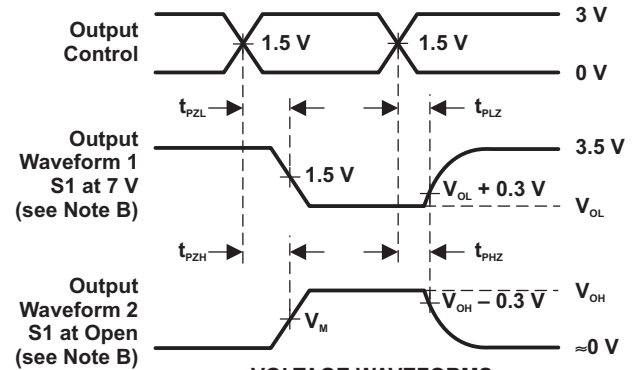 Output
Control
1.5 V
1.5 V
3 V
0 V
tPZL
tPLZ
Output
Waveform 1
S1 at 7 V
(see Note B)
1.5 V
VOL + 0.3 V
3.5 V
VOL
tPZH
tPHZ
Output
Waveform 2
S1 at Open
(see Note B)
VM
VOH – 0.3 V
VOH
≈0 V
VOLTAGE WAVEFORMS